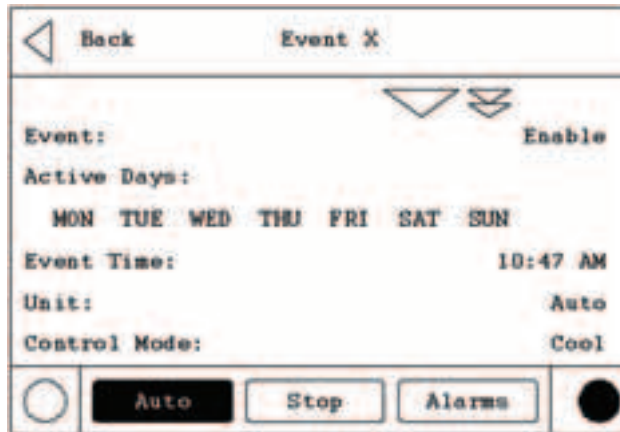 Back Event X
Event: Enable
Active Days:
MON TUE WED THU FRI SAT SUN
Event Time: 10:47 AM
Unit: Auto
Control Mode: Cool
Auto Stop Alarms